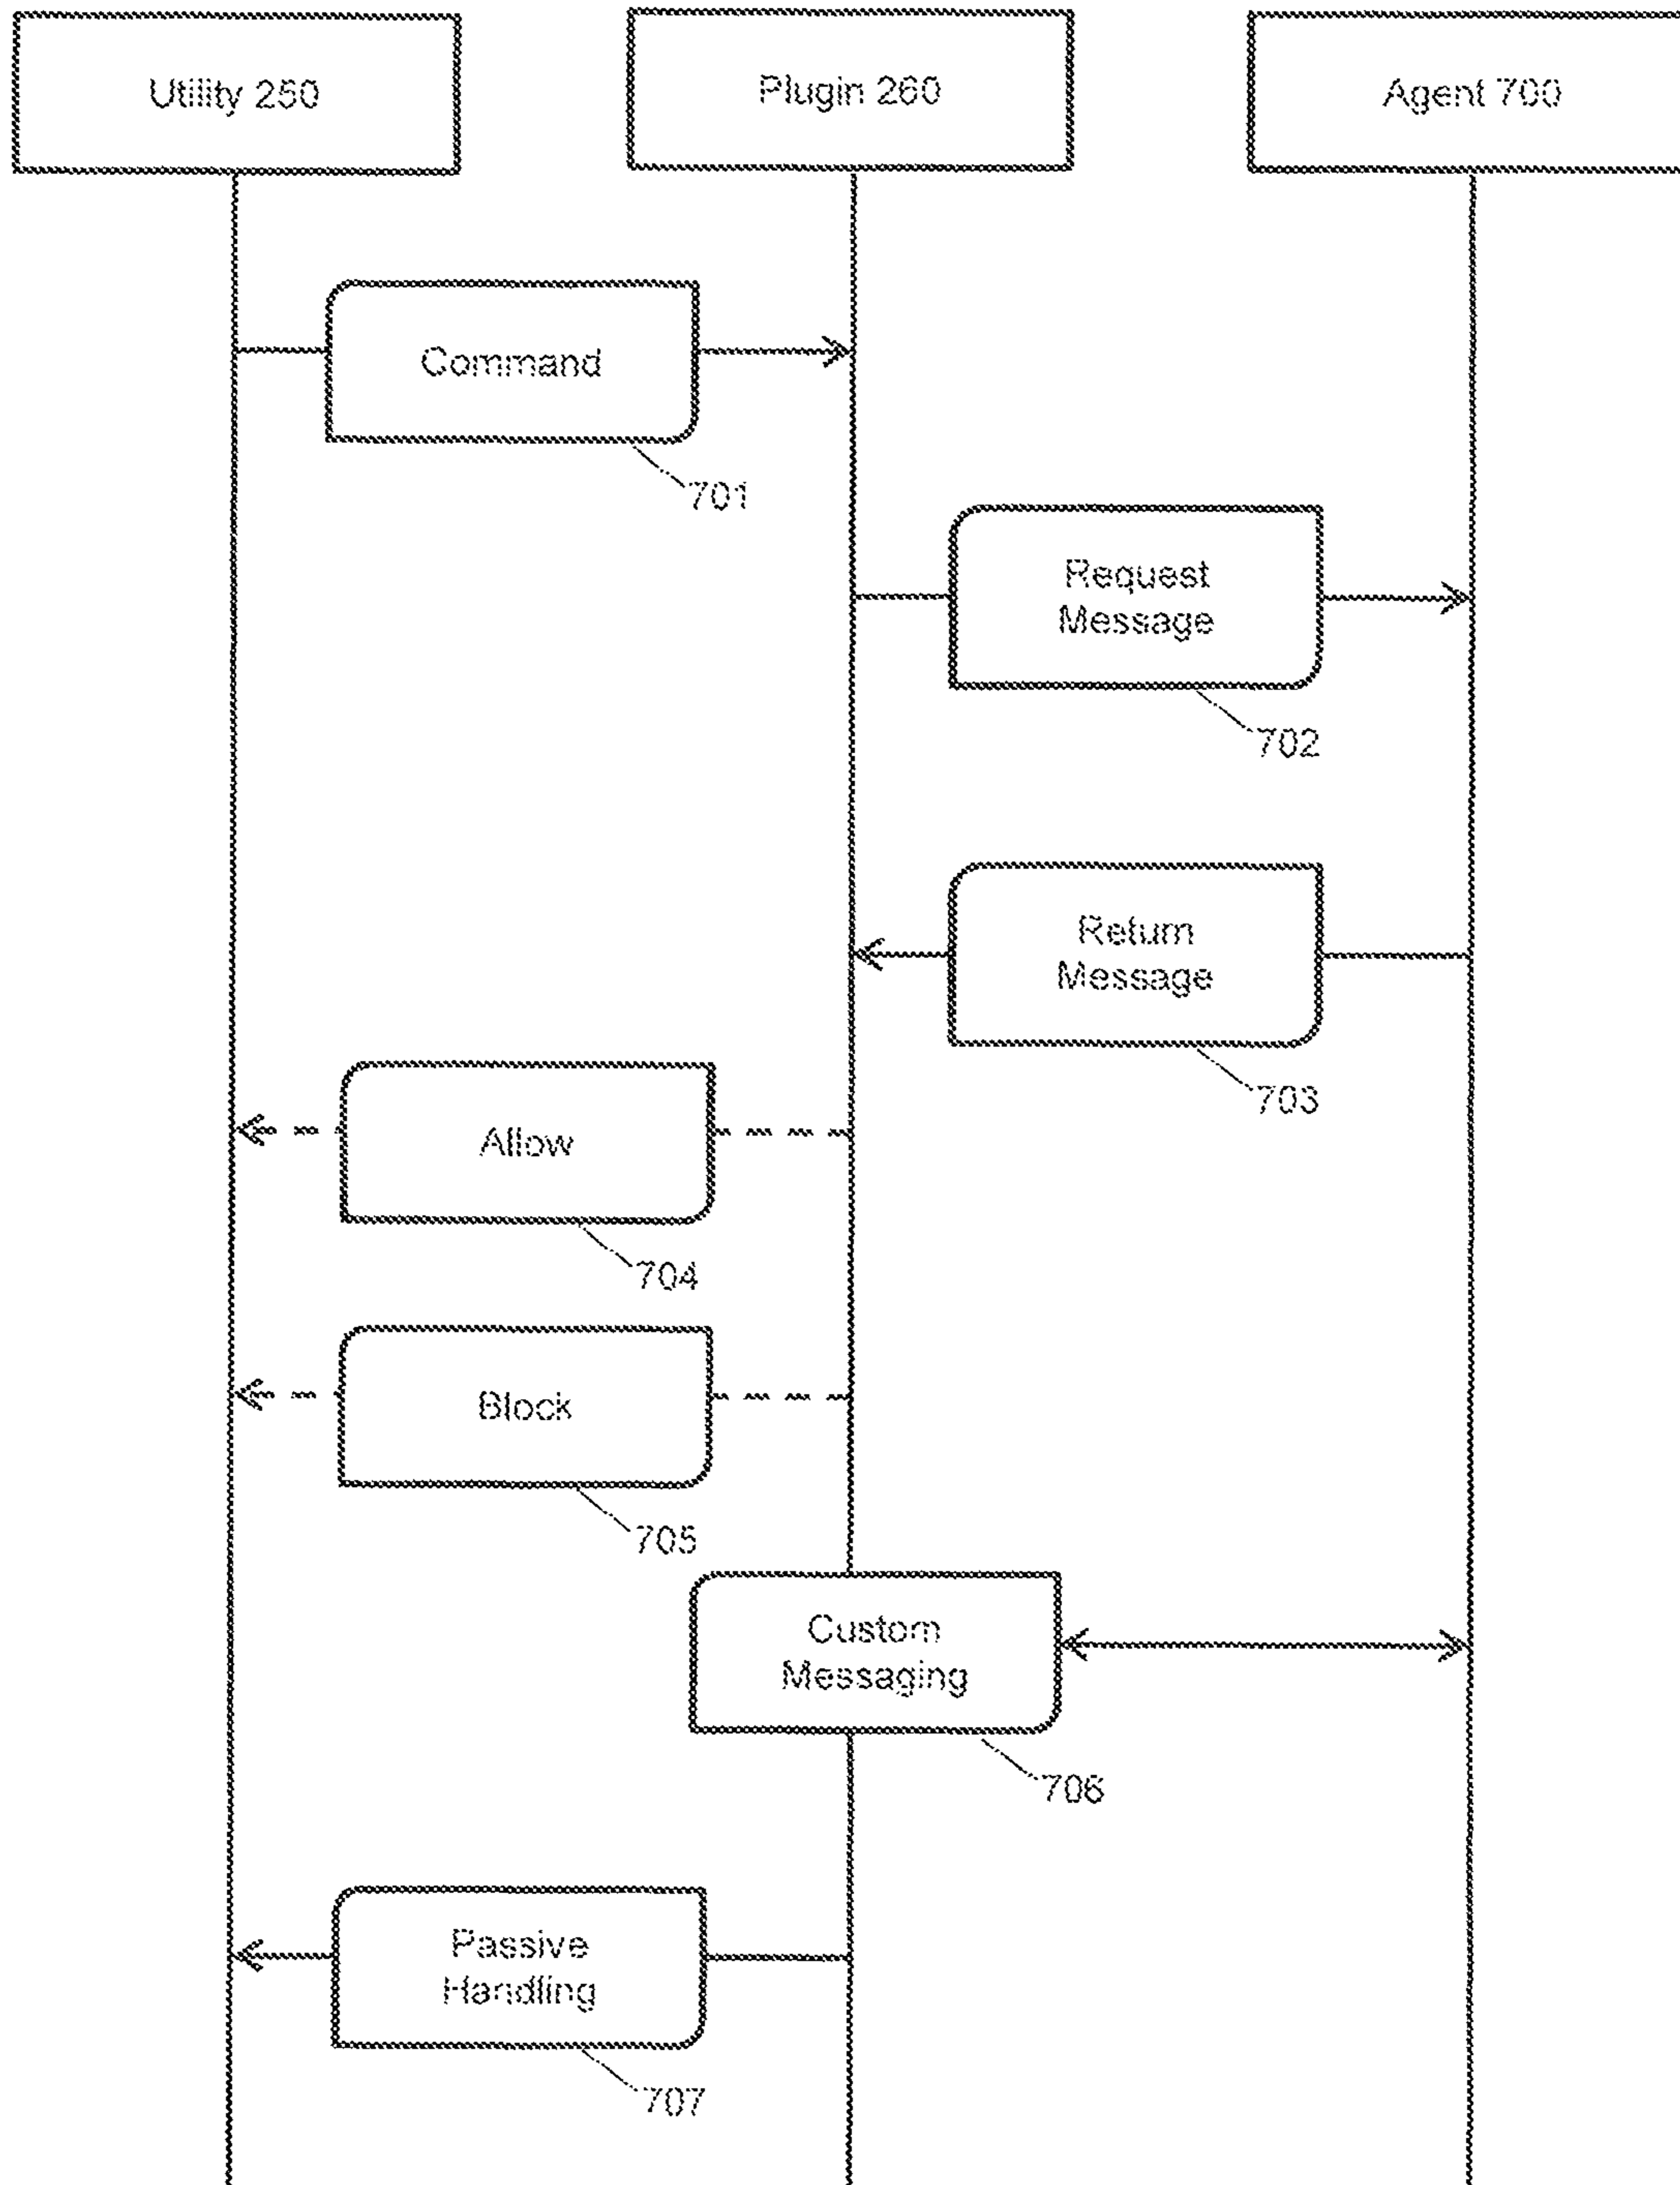 Utility 250
Plugin 260
Agent 700
Command
701
Request
Message
702
Return
Message
703
Allow
704
Block
705
Custom
Messaging
706
Passive
Handling
707